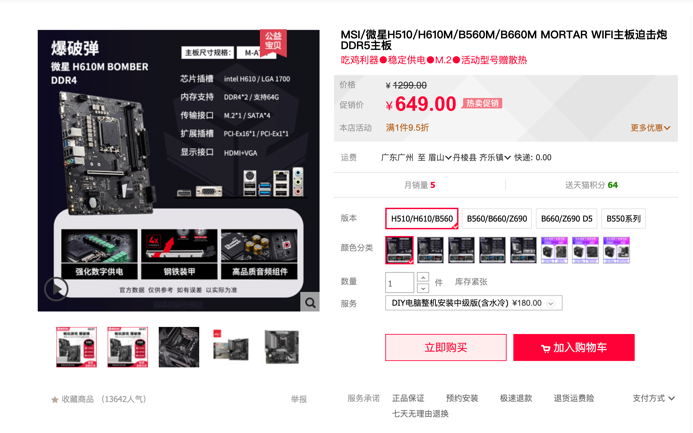 公益
宝贝
爆破弹
微星 H610M BOMBER
DDR4
主板尺寸规格:
M-A
芯片插槽 intel H610 / LGA 1700
内存支持 DDR4*2 / 支持64G
传输接口 M.2*1 / SATA*4
扩展插槽 PCI-Ex16*1 / PCI-Ex1*1
显示接口 HDMI+VGA
强化数字供电
钢铁装甲
高品质音频组件
官方数据 仅供参考 如有误差 以实际为准
收藏商品 (13642人气)
举报
MSI/微星H510/H610M/B560M/B660M MORTAR WIFI主板迫击炮
DDR5主板
吃鸡利器●稳定供电●M.2●活动型号赠散热
价格 ¥ 1299.00
促销价 ¥ 649.00 热卖促销
本店活动 满1件9.5折 更多优惠
运费 广东广州 至 眉山 丹棱县 齐乐镇 快递: 0.00
月销量 5 送天猫积分 64
版本 H510/H610/B560 B560/B660/Z690 B660/Z690 D5 B550系列
颜色分类
数量 1 件 库存紧张
服务 DIY电脑整机安装中级版(含水冷) ¥180.00
立即购买 加入购物车
服务承诺 正品保证 预约安装 极速退款 退货运费险 支付方式
七天无理由退换